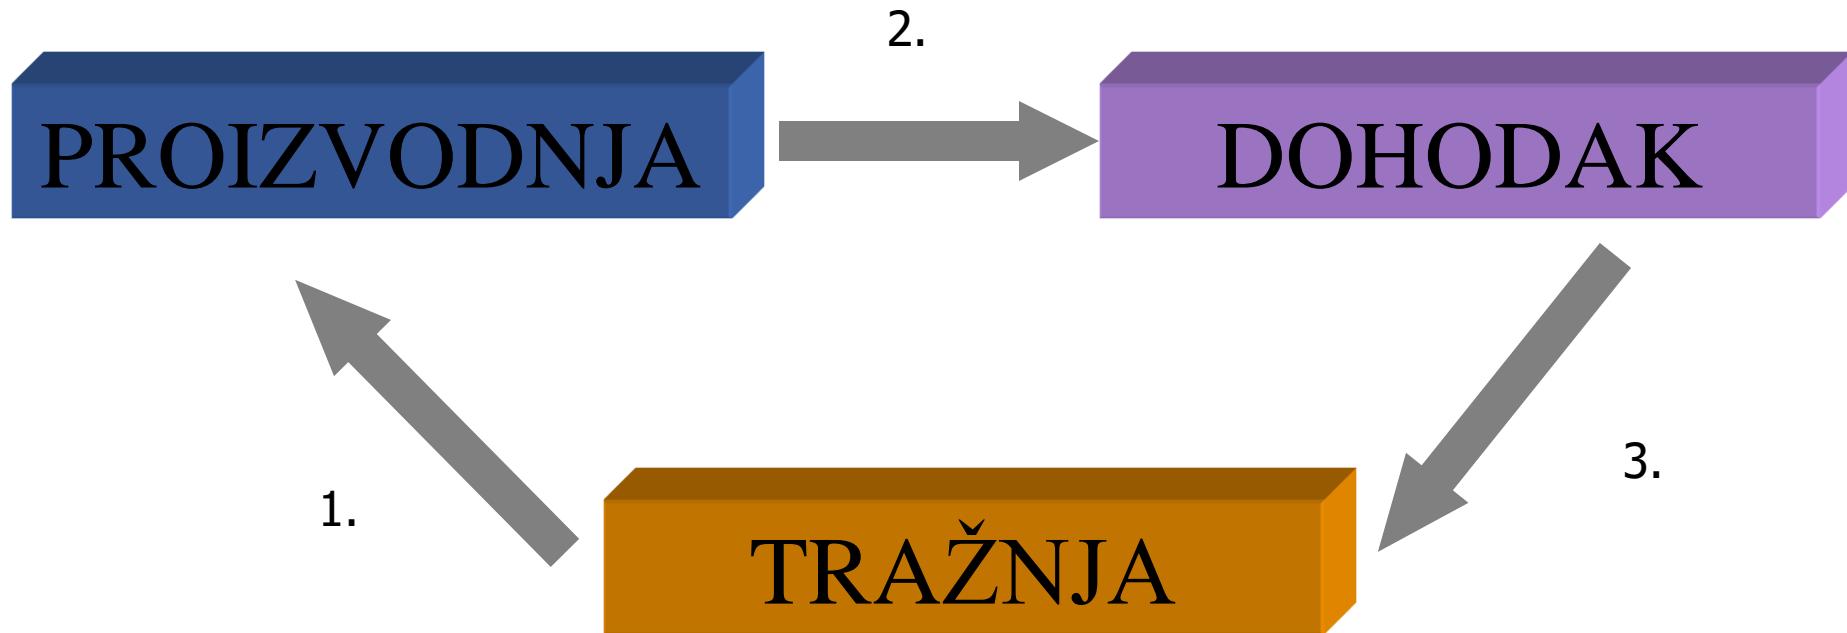 2.
PROIZVODNJA
DOHODAK
3.
1.
TRAŽNJA